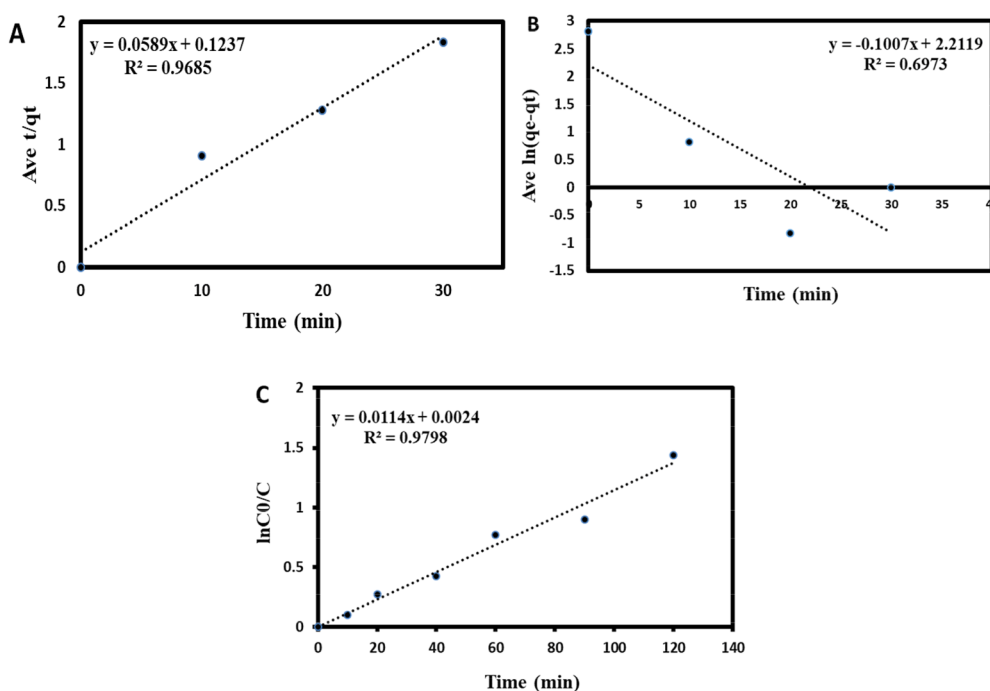 A
y = 0.0589x + 0.1237
R² = 0.9685
Ave t/qt
2
1.5
1
0.5
0
0 10 20 30
Time (min)
B
y = -0.1007x + 2.2119
R² = 0.6973
Ave ln(qe-qt)
3
2.5
2
1.5
1
0.5
0
-0.5
-1
-1.5
5 10 15 20 25 30 35
Time (min)
C
y = 0.0114x + 0.0024
R² = 0.9798
lnC0/C
2
1.5
1
0.5
0
0 20 40 60 80 100 120 140
Time (min)